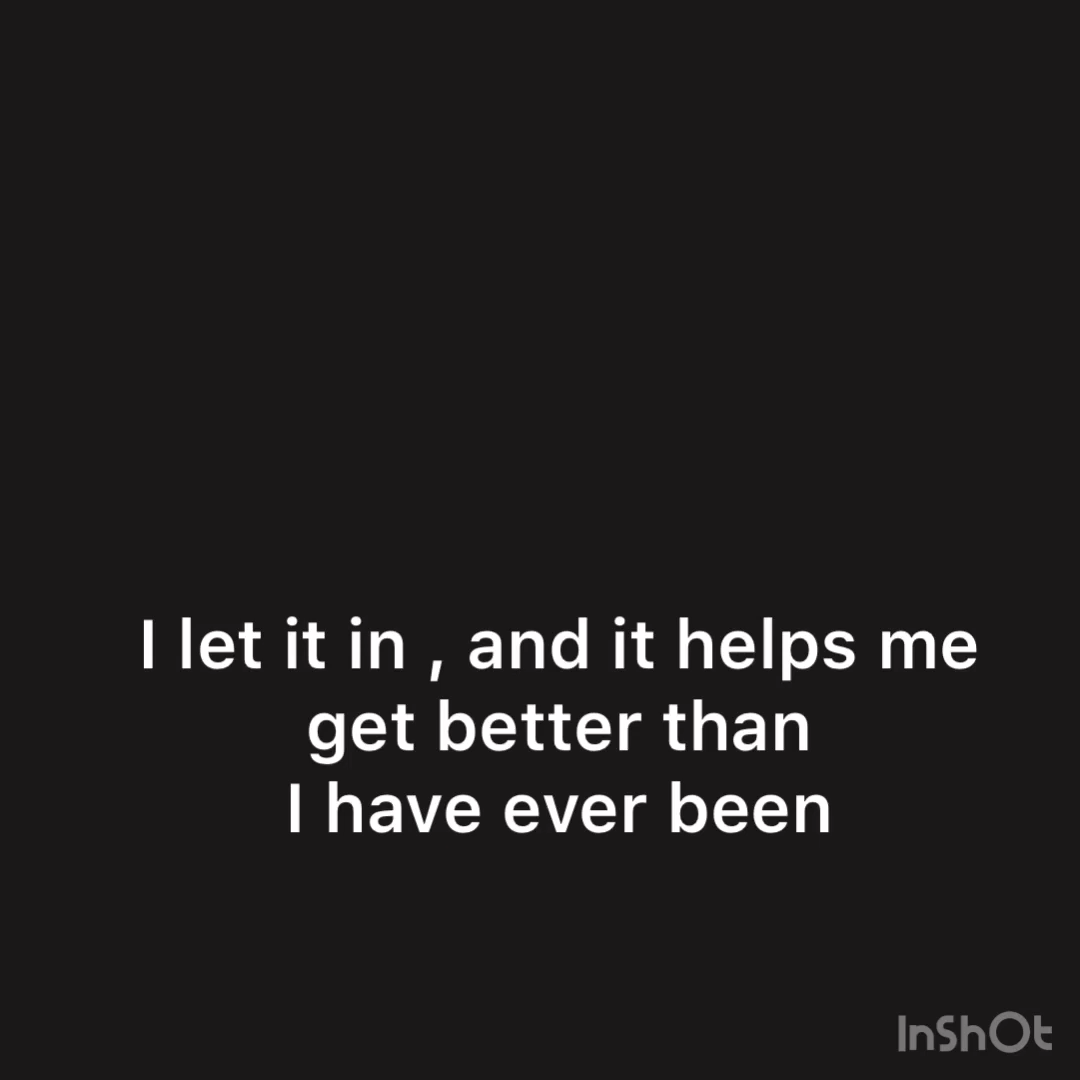 I let it in , and it helps me
get better than
I have ever been
InShOt